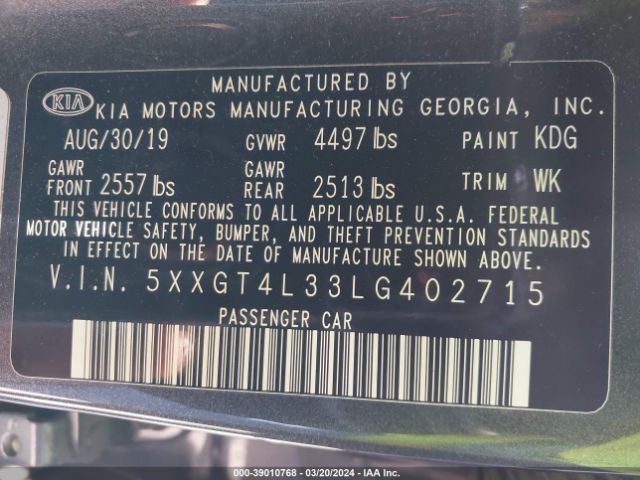 MANUFACTURED BY
KIA KIA MOTORS MANUFACTURING GEORGIA, INC.
AUG/30/19 GVWR 4497 lbs PAINT KDG
GAWR FRONT 2557 lbs GAWR REAR 2513 lbs TRIM WK
THIS VEHICLE CONFORMS TO ALL APPLICABLE U.S.A. FEDERAL
MOTOR VEHICLE SAFETY, BUMPER, AND THEFT PREVENTION STANDARDS
IN EFFECT ON THE DATE OF MANUFACTURE SHOWN ABOVE.
V.I.N. 5XXGT4L33LG402715
PASSENGER CAR
000-39010768 — 03/20/2024 — IAA Inc.